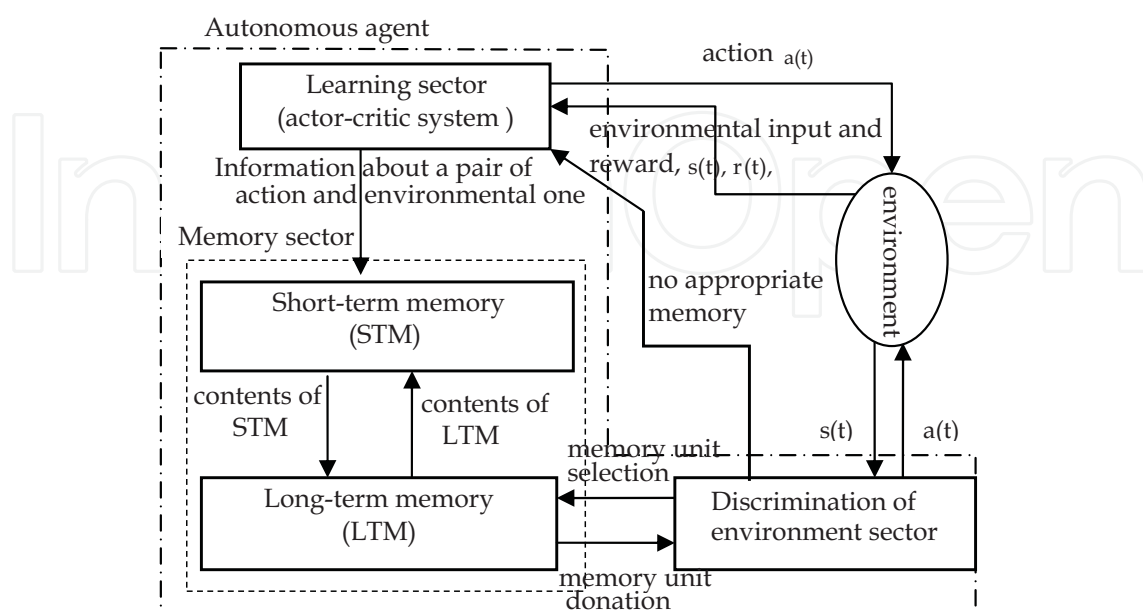 Autonomous agent
action a(t)
Learning sector
(actor-critic system )
environmental input and
reward, s(t), r(t),
Information about a pair of
action and environmental one
environment
Memory sector
no appropriate
memory
Short-term memory
(STM)
contents of
STM
contents of
LTM
s(t)
a(t)
memory unit
selection
Long-term memory
(LTM)
Discrimination of
environment sector
memory unit
donation
In
Open